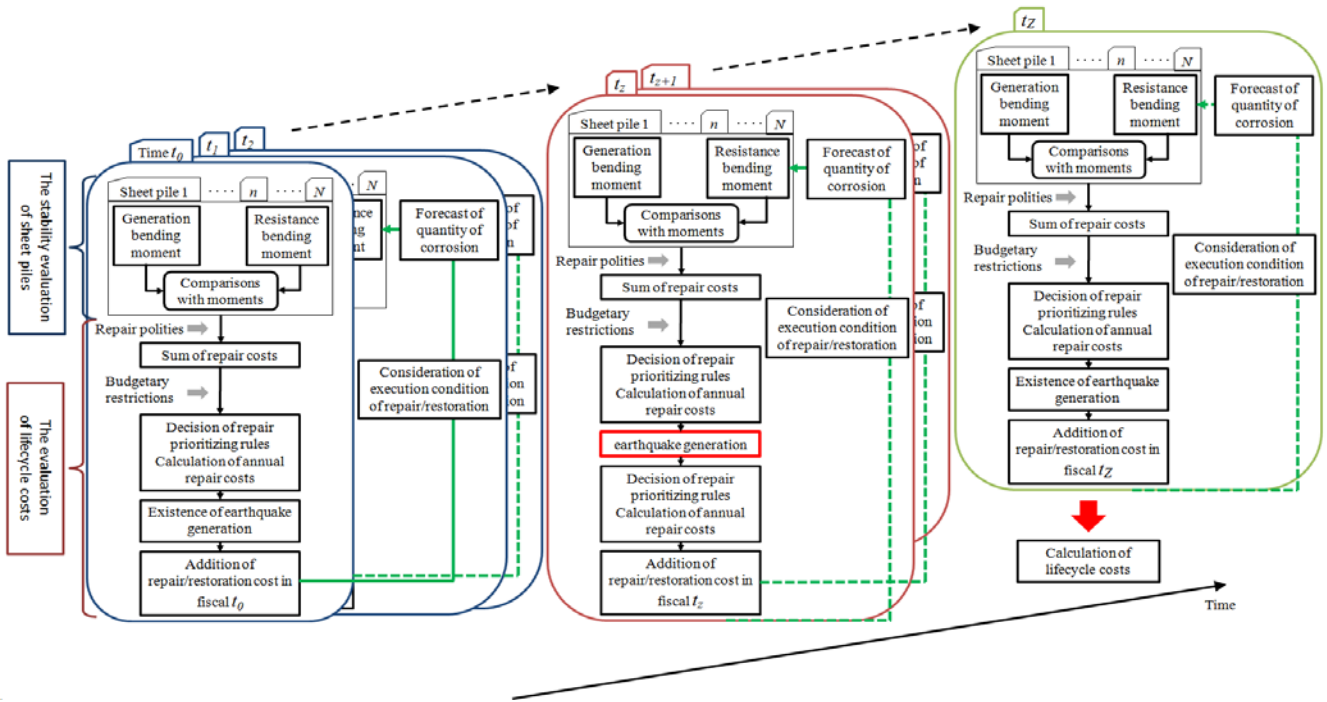 The stability evaluation
of sheet piles
The evaluation
of lifecycle costs
Time t0
t1
t2
Sheet pile 1
····
n
····
N
N
Generation
bending
moment
Resistance
bending
moment
Comparisons
with moments
Forecast of
quantity of
corrosion
of
of
n
Repair polities
Sum of repair costs
Budgetary
restrictions
Decision of repair
prioritizing rules
Calculation of annual
repair costs
Existence of earthquake
generation
Addition of
repair/restoration cost in
fiscal t0
Consideration of
execution condition
of repair/restoration
of
ion
ion
tz
tz+1
Sheet pile 1
····
n
····
N
Generation
bending
moment
Resistance
bending
moment
Comparisons
with moments
Forecast of
quantity of
corrosion
of
of
n
Repair polities
Sum of repair costs
Budgetary
restrictions
Decision of repair
prioritizing rules
Calculation of annual
repair costs
earthquake generation
Decision of repair
prioritizing rules
Calculation of annual
repair costs
Addition of
repair/restoration cost in
fiscal tz
Consideration of
execution condition
of repair/restoration
of
ion
ion
tZ
Sheet pile 1
····
n
····
N
Generation
bending
moment
Resistance
bending
moment
Comparisons
with moments
Forecast of
quantity of
corrosion
Repair polities
Sum of repair costs
Budgetary
restrictions
Decision of repair
prioritizing rules
Calculation of annual
repair costs
Existence of earthquake
generation
Addition of
repair/restoration cost in
fiscal tZ
Consideration of
execution condition of
repair/restoration
Calculation of
lifecycle costs
Time